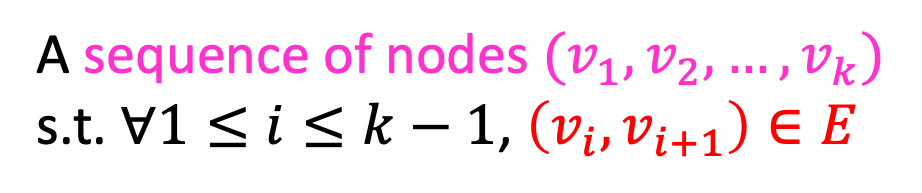 A sequence of nodes (𝑣₁, 𝑣₂, … , 𝑣ₖ)
s.t. ∀1 ≤ 𝑖 ≤ 𝑘 − 1, (𝑣ᵢ, 𝑣ᵢ₊₁) ∈ 𝐸